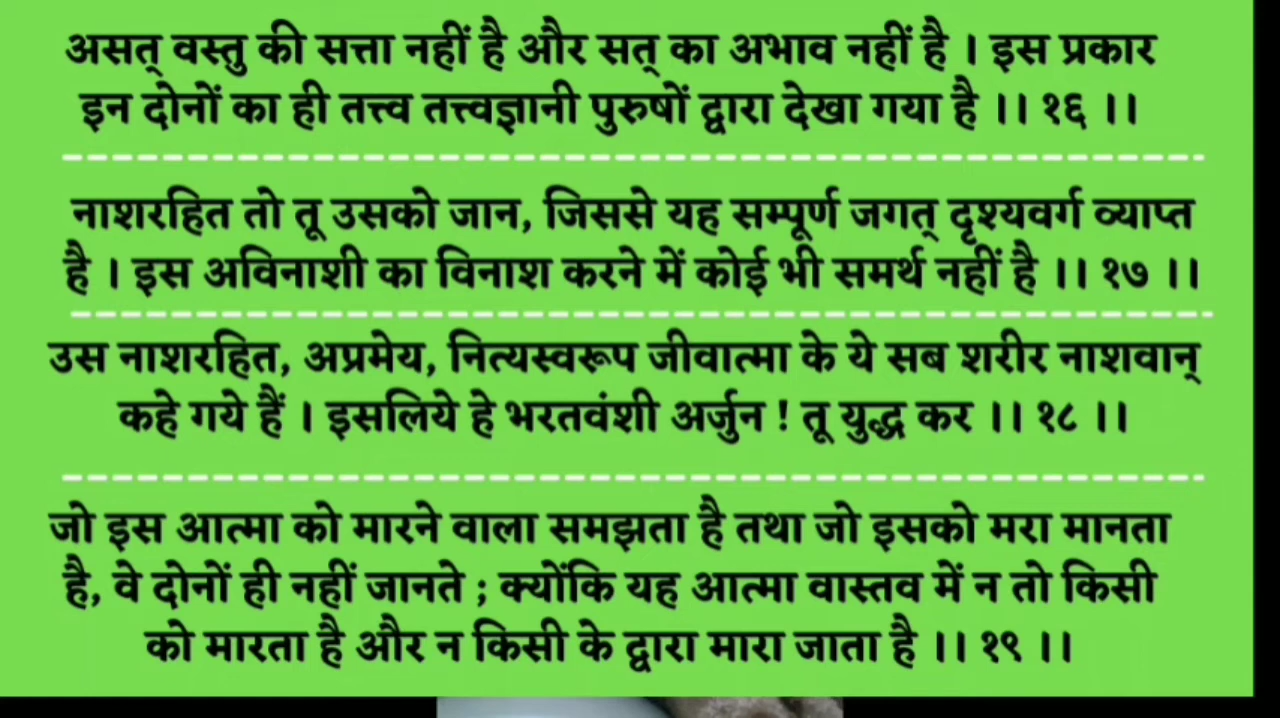 असत् वस्तु की सत्ता नहीं है और सत् का अभाव नहीं है । इस प्रकार
इन दोनों का ही तत्त्व तत्त्वज्ञानी पुरुषों द्वारा देखा गया है ।। १६ ।।
नाशरहित तो तू उसको जान, जिससे यह सम्पूर्ण जगत् दृश्यवर्ग व्याप्त
है । इस अविनाशी का विनाश करने में कोई भी समर्थ नहीं है ।। १७ ।।
उस नाशरहित, अप्रमेय, नित्यस्वरूप जीवात्मा के ये सब शरीर नाशवान्
कहे गये हैं । इसलिये हे भरतवंशी अर्जुन ! तू युद्ध कर ।। १८ ।।
जो इस आत्मा को मारने वाला समझता है तथा जो इसको मरा मानता
है, वे दोनों ही नहीं जानते ; क्योंकि यह आत्मा वास्तव में न तो किसी
को मारता है और न किसी के द्वारा मारा जाता है ।। १९ ।।